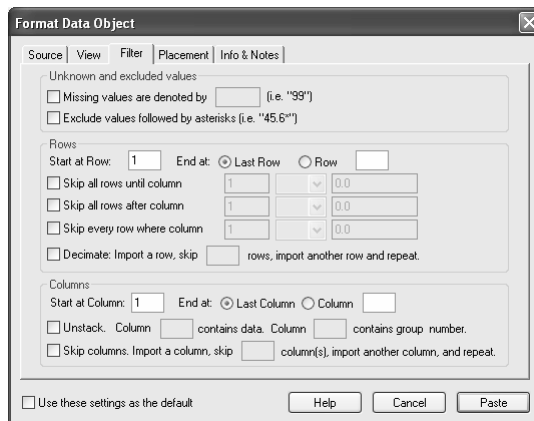 Format Data Object
Source View Filter Placement Info & Notes
Unknown and excluded values
Missing values are denoted by (i.e. "99")
Exclude values followed by asterisks (i.e. "45.6*")
Rows
Start at Row: 1 End at: Last Row Row
Skip all rows until column 1 0.0
Skip all rows after column 1 0.0
Skip every row where column 1 0.0
Decimate: Import a row, skip rows, import another row and repeat.
Columns
Start at Column: 1 End at: Last Column Column
Unstack. Column contains data. Column contains group number.
Skip columns. Import a column, skip column(s), import another column, and repeat.
Use these settings as the default Help Cancel Paste